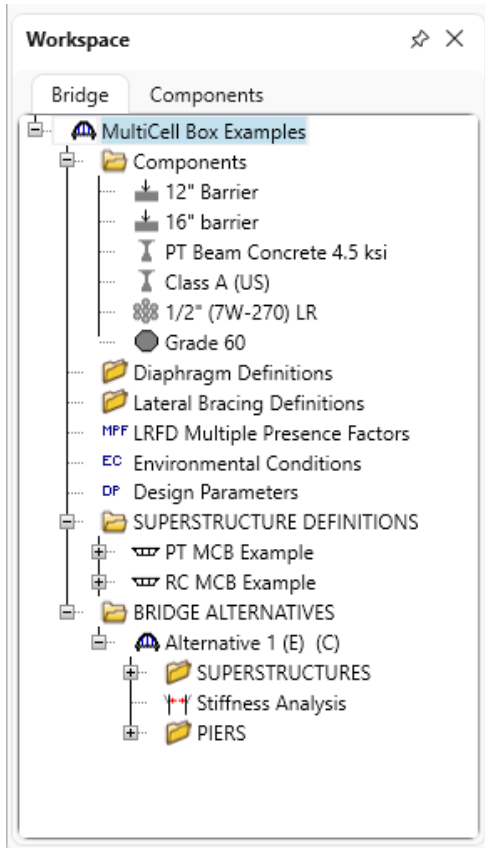 Workspace
Bridge Components
MultiCell Box Examples
Components
12" Barrier
16" barrier
PT Beam Concrete 4.5 ksi
Class A (US)
1/2" (7W-270) LR
Grade 60
Diaphragm Definitions
Lateral Bracing Definitions
MPF LRFD Multiple Presence Factors
EC Environmental Conditions
DP Design Parameters
SUPERSTRUCTURE DEFINITIONS
PT MCB Example
RC MCB Example
BRIDGE ALTERNATIVES
Alternative 1 (E) (C)
SUPERSTRUCTURES
Stiffness Analysis
PIERS